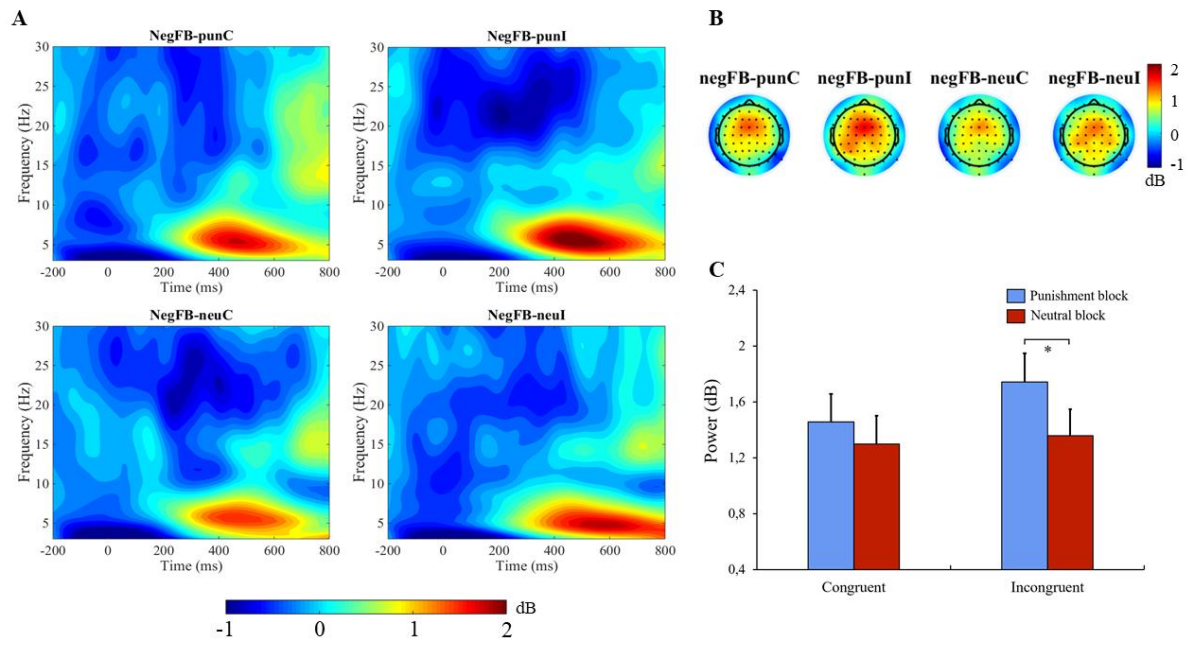 A
NegFB-punC
30
25
20
15
10
5
-200 0 200 400 600 800
Frequency (Hz)
Time (ms)
NegFB-punI
30
25
20
15
10
5
-200 0 200 400 600 800
Frequency (Hz)
Time (ms)
NegFB-neuC
30
25
20
15
10
5
-200 0 200 400 600 800
Frequency (Hz)
Time (ms)
NegFB-neuI
30
25
20
15
10
5
-200 0 200 400 600 800
Frequency (Hz)
Time (ms)
dB
-1 0 1 2
B
negFB-punC negFB-punI negFB-neuC negFB-neuI
2
1
0
-1
dB
C
2,4
2
1,6
1,2
0,8
0,4
Power (dB)
Punishment block
Neutral block
*
Congruent Incongruent